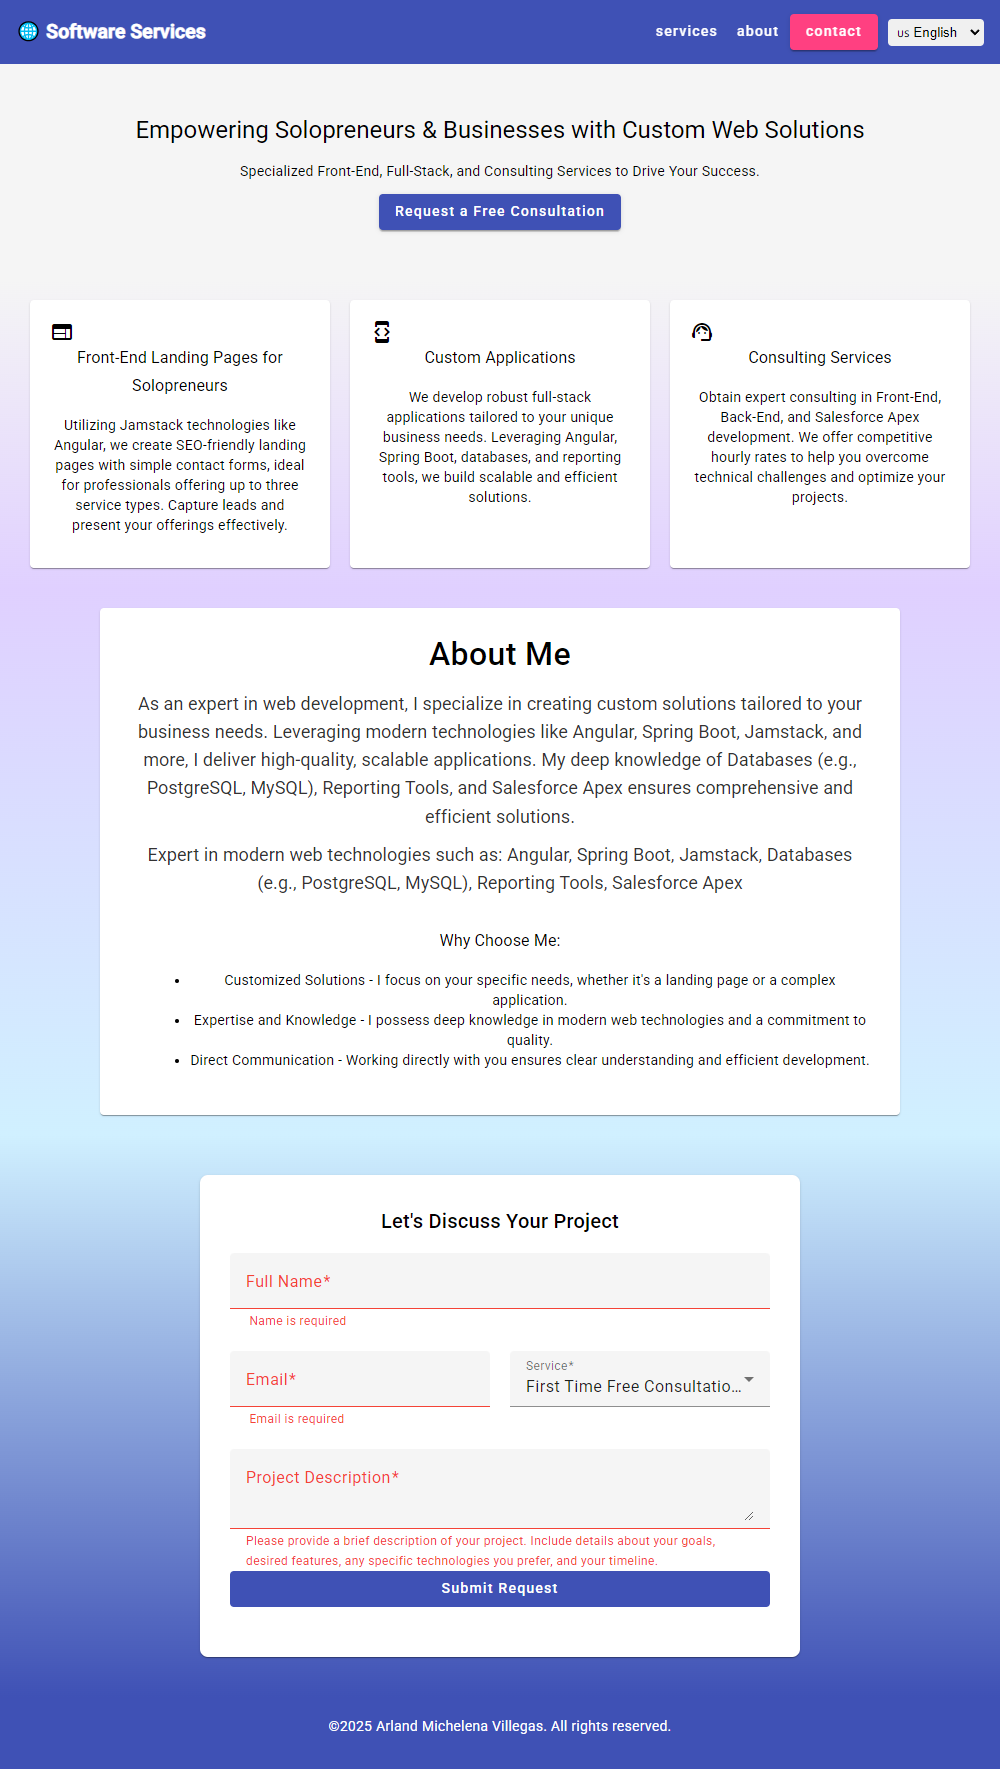 Software Services
services about contact us English
Empowering Solopreneurs & Businesses with Custom Web Solutions
Specialized Front-End, Full-Stack, and Consulting Services to Drive Your Success.
Request a Free Consultation
Front-End Landing Pages for
Solopreneurs
Utilizing Jamstack technologies like
Angular, we create SEO-friendly landing
pages with simple contact forms, ideal
for professionals offering up to three
service types. Capture leads and
present your offerings effectively.
Custom Applications
We develop robust full-stack
applications tailored to your unique
business needs. Leveraging Angular,
Spring Boot, databases, and reporting
tools, we build scalable and efficient
solutions.
Consulting Services
Obtain expert consulting in Front-End,
Back-End, and Salesforce Apex
development. We offer competitive
hourly rates to help you overcome
technical challenges and optimize your
projects.
About Me
As an expert in web development, I specialize in creating custom solutions tailored to your
business needs. Leveraging modern technologies like Angular, Spring Boot, Jamstack, and
more, I deliver high-quality, scalable applications. My deep knowledge of Databases (e.g.,
PostgreSQL, MySQL), Reporting Tools, and Salesforce Apex ensures comprehensive and
efficient solutions.
Expert in modern web technologies such as: Angular, Spring Boot, Jamstack, Databases
(e.g., PostgreSQL, MySQL), Reporting Tools, Salesforce Apex
Why Choose Me:
• Customized Solutions - I focus on your specific needs, whether it's a landing page or a complex
application.
• Expertise and Knowledge - I possess deep knowledge in modern web technologies and a commitment to
quality.
• Direct Communication - Working directly with you ensures clear understanding and efficient development.
Let's Discuss Your Project
Full Name*
Name is required
Email*
Email is required
Service*
First Time Free Consultatio...
Project Description*
Please provide a brief description of your project. Include details about your goals,
desired features, any specific technologies you prefer, and your timeline.
Submit Request
©2025 Arland Michelena Villegas. All rights reserved.